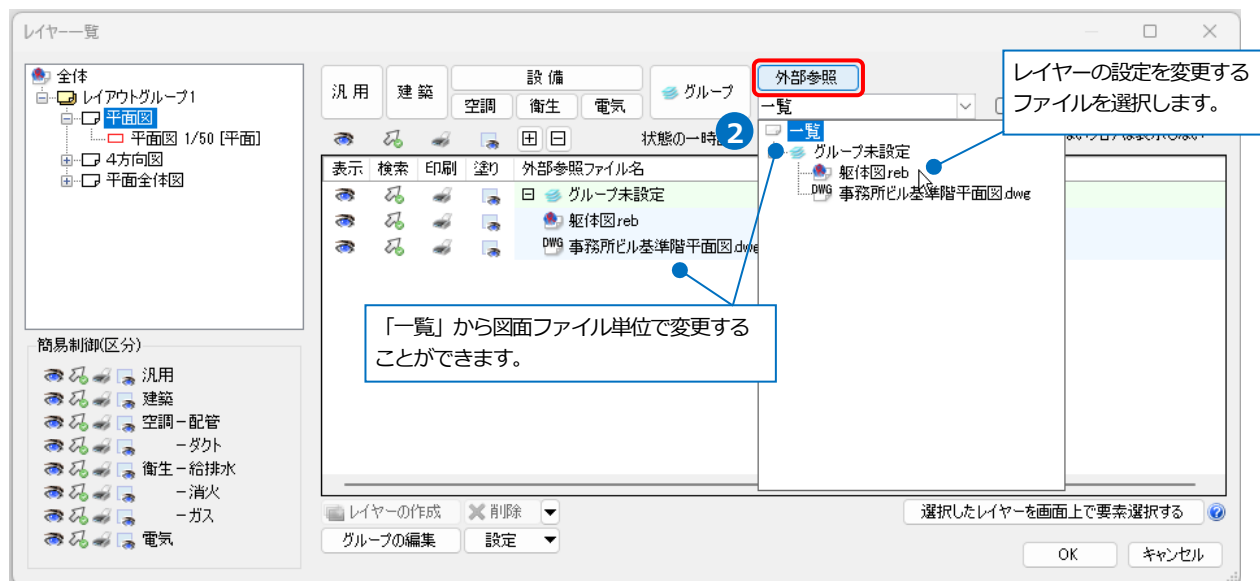 レイヤー一覧
全体
レイアウトグループ1
平面図
平面図 1/50 [平面]
4方向図
平面全体図
簡易制御(区分)
汎用
建築
空調－配管
－ダクト
衛生－給排水
－消火
－ガス
電気
汎用
建築
設備
空調
衛生
電気
グループ
外部参照
一覧
状態の一時
表示 検索 印刷 塗り 外部参照ファイル名
グループ未設定
躯体図.reb
DWG 事務所ビル基準階平面図.dwg
2
一覧
グループ未設定
躯体図.reb
DWG 事務所ビル基準階平面図.dwg
レイヤーの設定を変更する
ファイルを選択します。
「一覧」から図面ファイル単位で変更する
ことができます。
レイヤーの作成
削除
グループの編集
設定
選択したレイヤーを画面上で要素選択する
OK
キャンセル